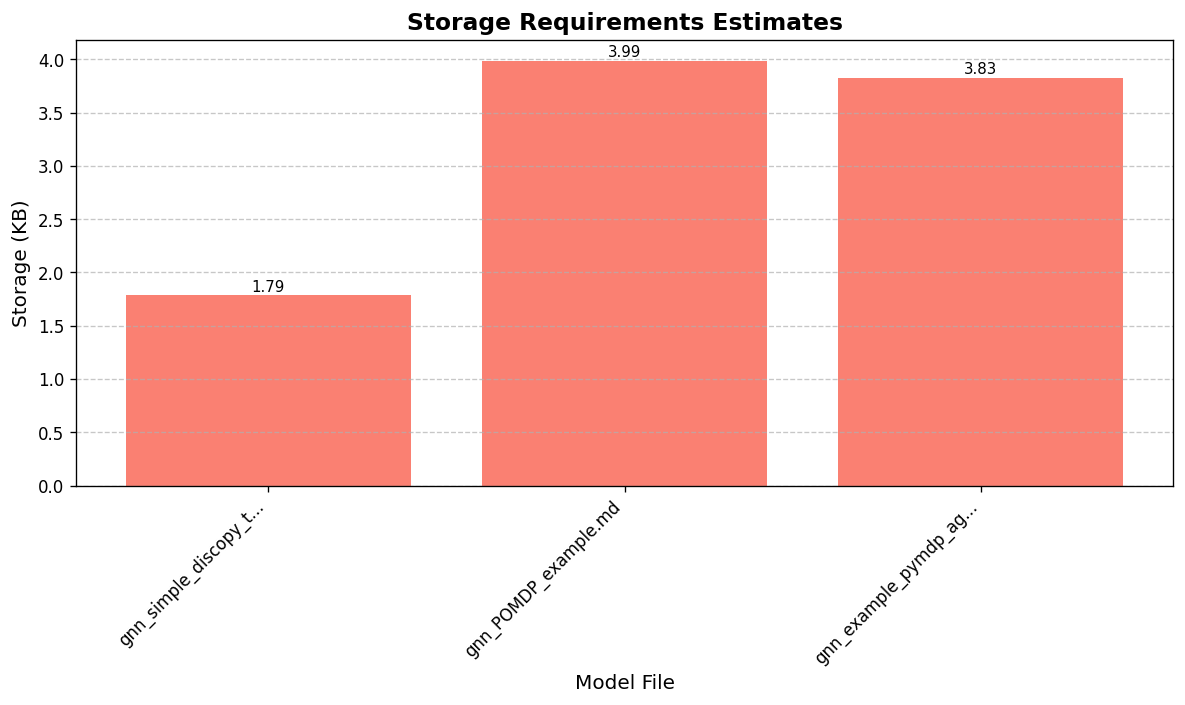 Storage Requirements Estimates
Storage (KB)
4.0
3.5
3.0
2.5
2.0
1.5
1.0
0.5
0.0
1.79
3.99
3.83
gnn_simple_discopy_t...
gnn_POMDP_example.md
gnn_example_pymdp_ag...
Model File